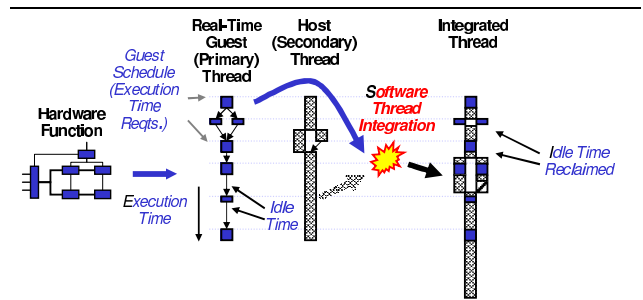 Real-Time
Guest
(Primary)
Thread
Host
(Secondary)
Thread
Integrated
Thread
Guest
Schedule
(Execution
Time
Reqts.)
Software
Thread
Integration
Hardware
Function
Idle Time
Reclaimed
Execution
Time
Idle
Time